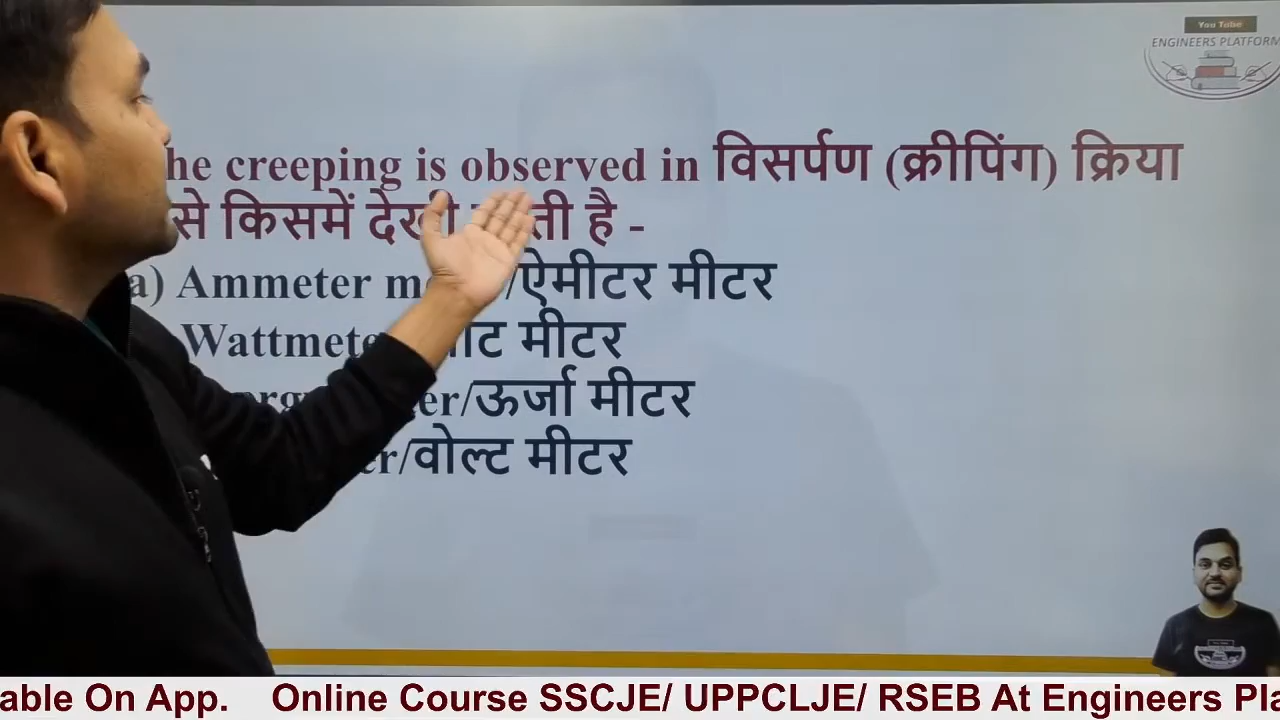 You Tube
ENGINEERS PLATFORM
he creeping is observed in विसर्पण (क्रीपिंग) क्रिया
से किसमें है -
a) Ammeter /ऐमीटर मीटर
Wattmete मीटर
er/ऊर्जा मीटर
er/वोल्ट मीटर
able On App. Online Course SSCJE/ UPPCLJE/ RSEB At Engineers Pla